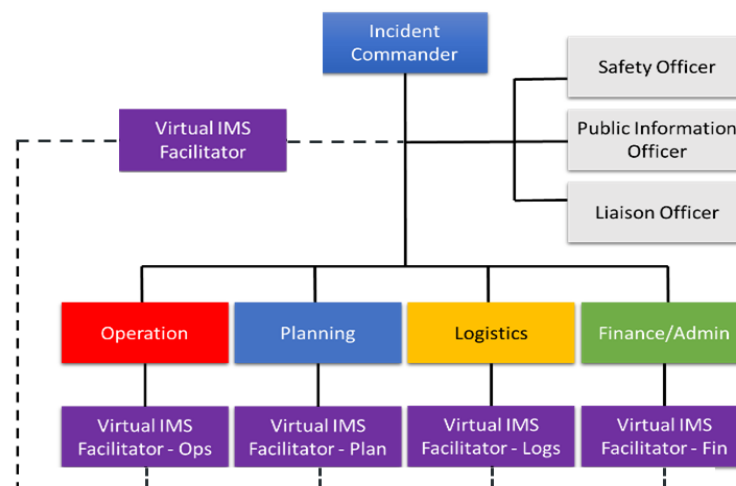 Incident
Commander
Safety Officer
Virtual IMS
Facilitator
Public Information
Officer
Liaison Officer
Operation
Planning
Logistics
Finance/Admin
Virtual IMS
Facilitator - Ops
Virtual IMS
Facilitator - Plan
Virtual IMS
Facilitator - Logs
Virtual IMS
Facilitator - Fin